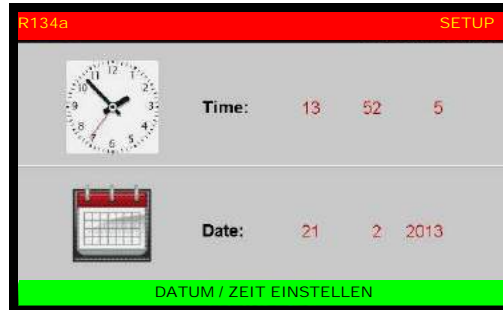 R134a SETUP
Time: 13 52 5
Date: 21 2 2013
DATUM / ZEIT EINSTELLEN